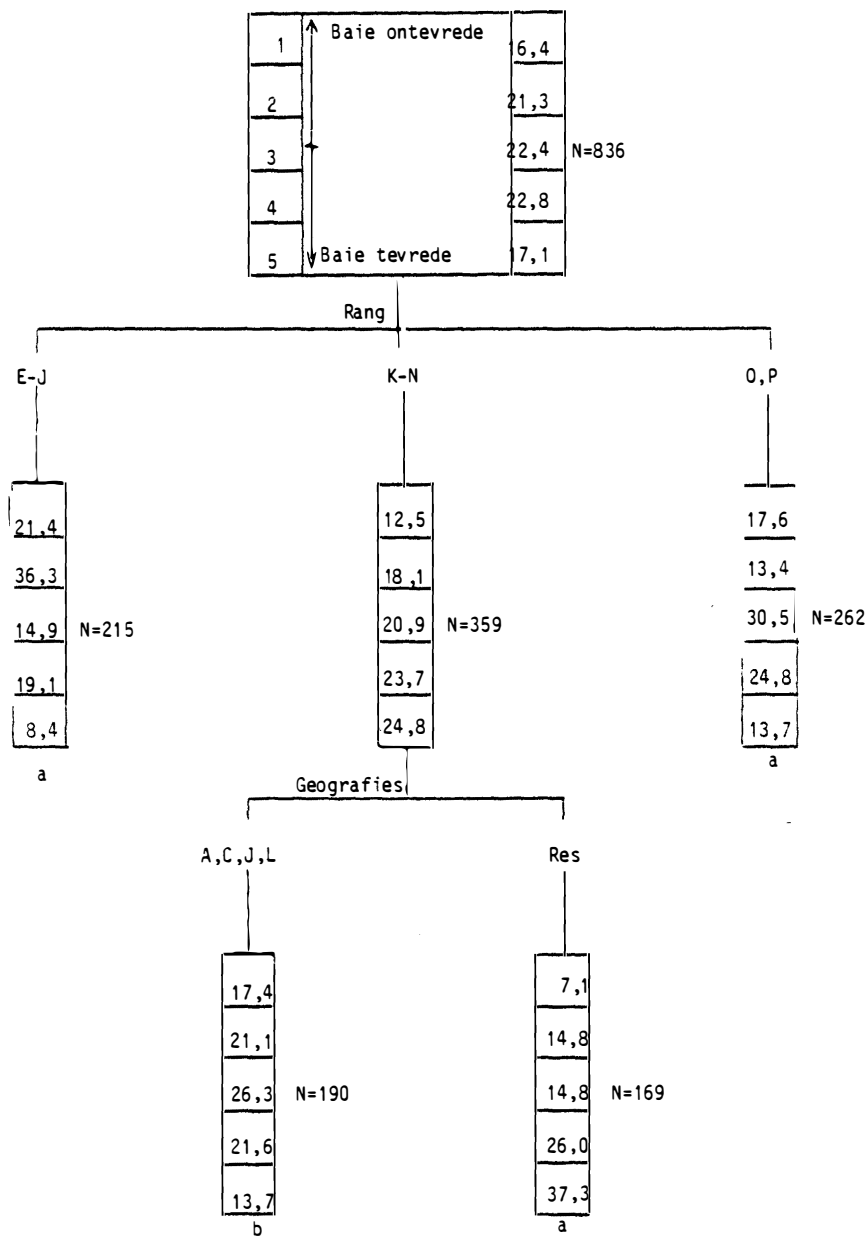 Baie ontevrede
1 16,4
2 21,3
3 22,4 N=836
4 22,8
5 Baie tevrede 17,1
Rang
E-J K-N O,P
21,4 12,5 17,6
36,3 18,1 13,4
14,9 N=215 20,9 N=359 30,5 N=262
19,1 23,7 24,8
8,4 24,8 13,7
a a
Geografies
A,C,J,L Res
17,4 7,1
21,1 14,8
26,3 N=190 14,8 N=169
21,6 26,0
13,7 37,3
b a